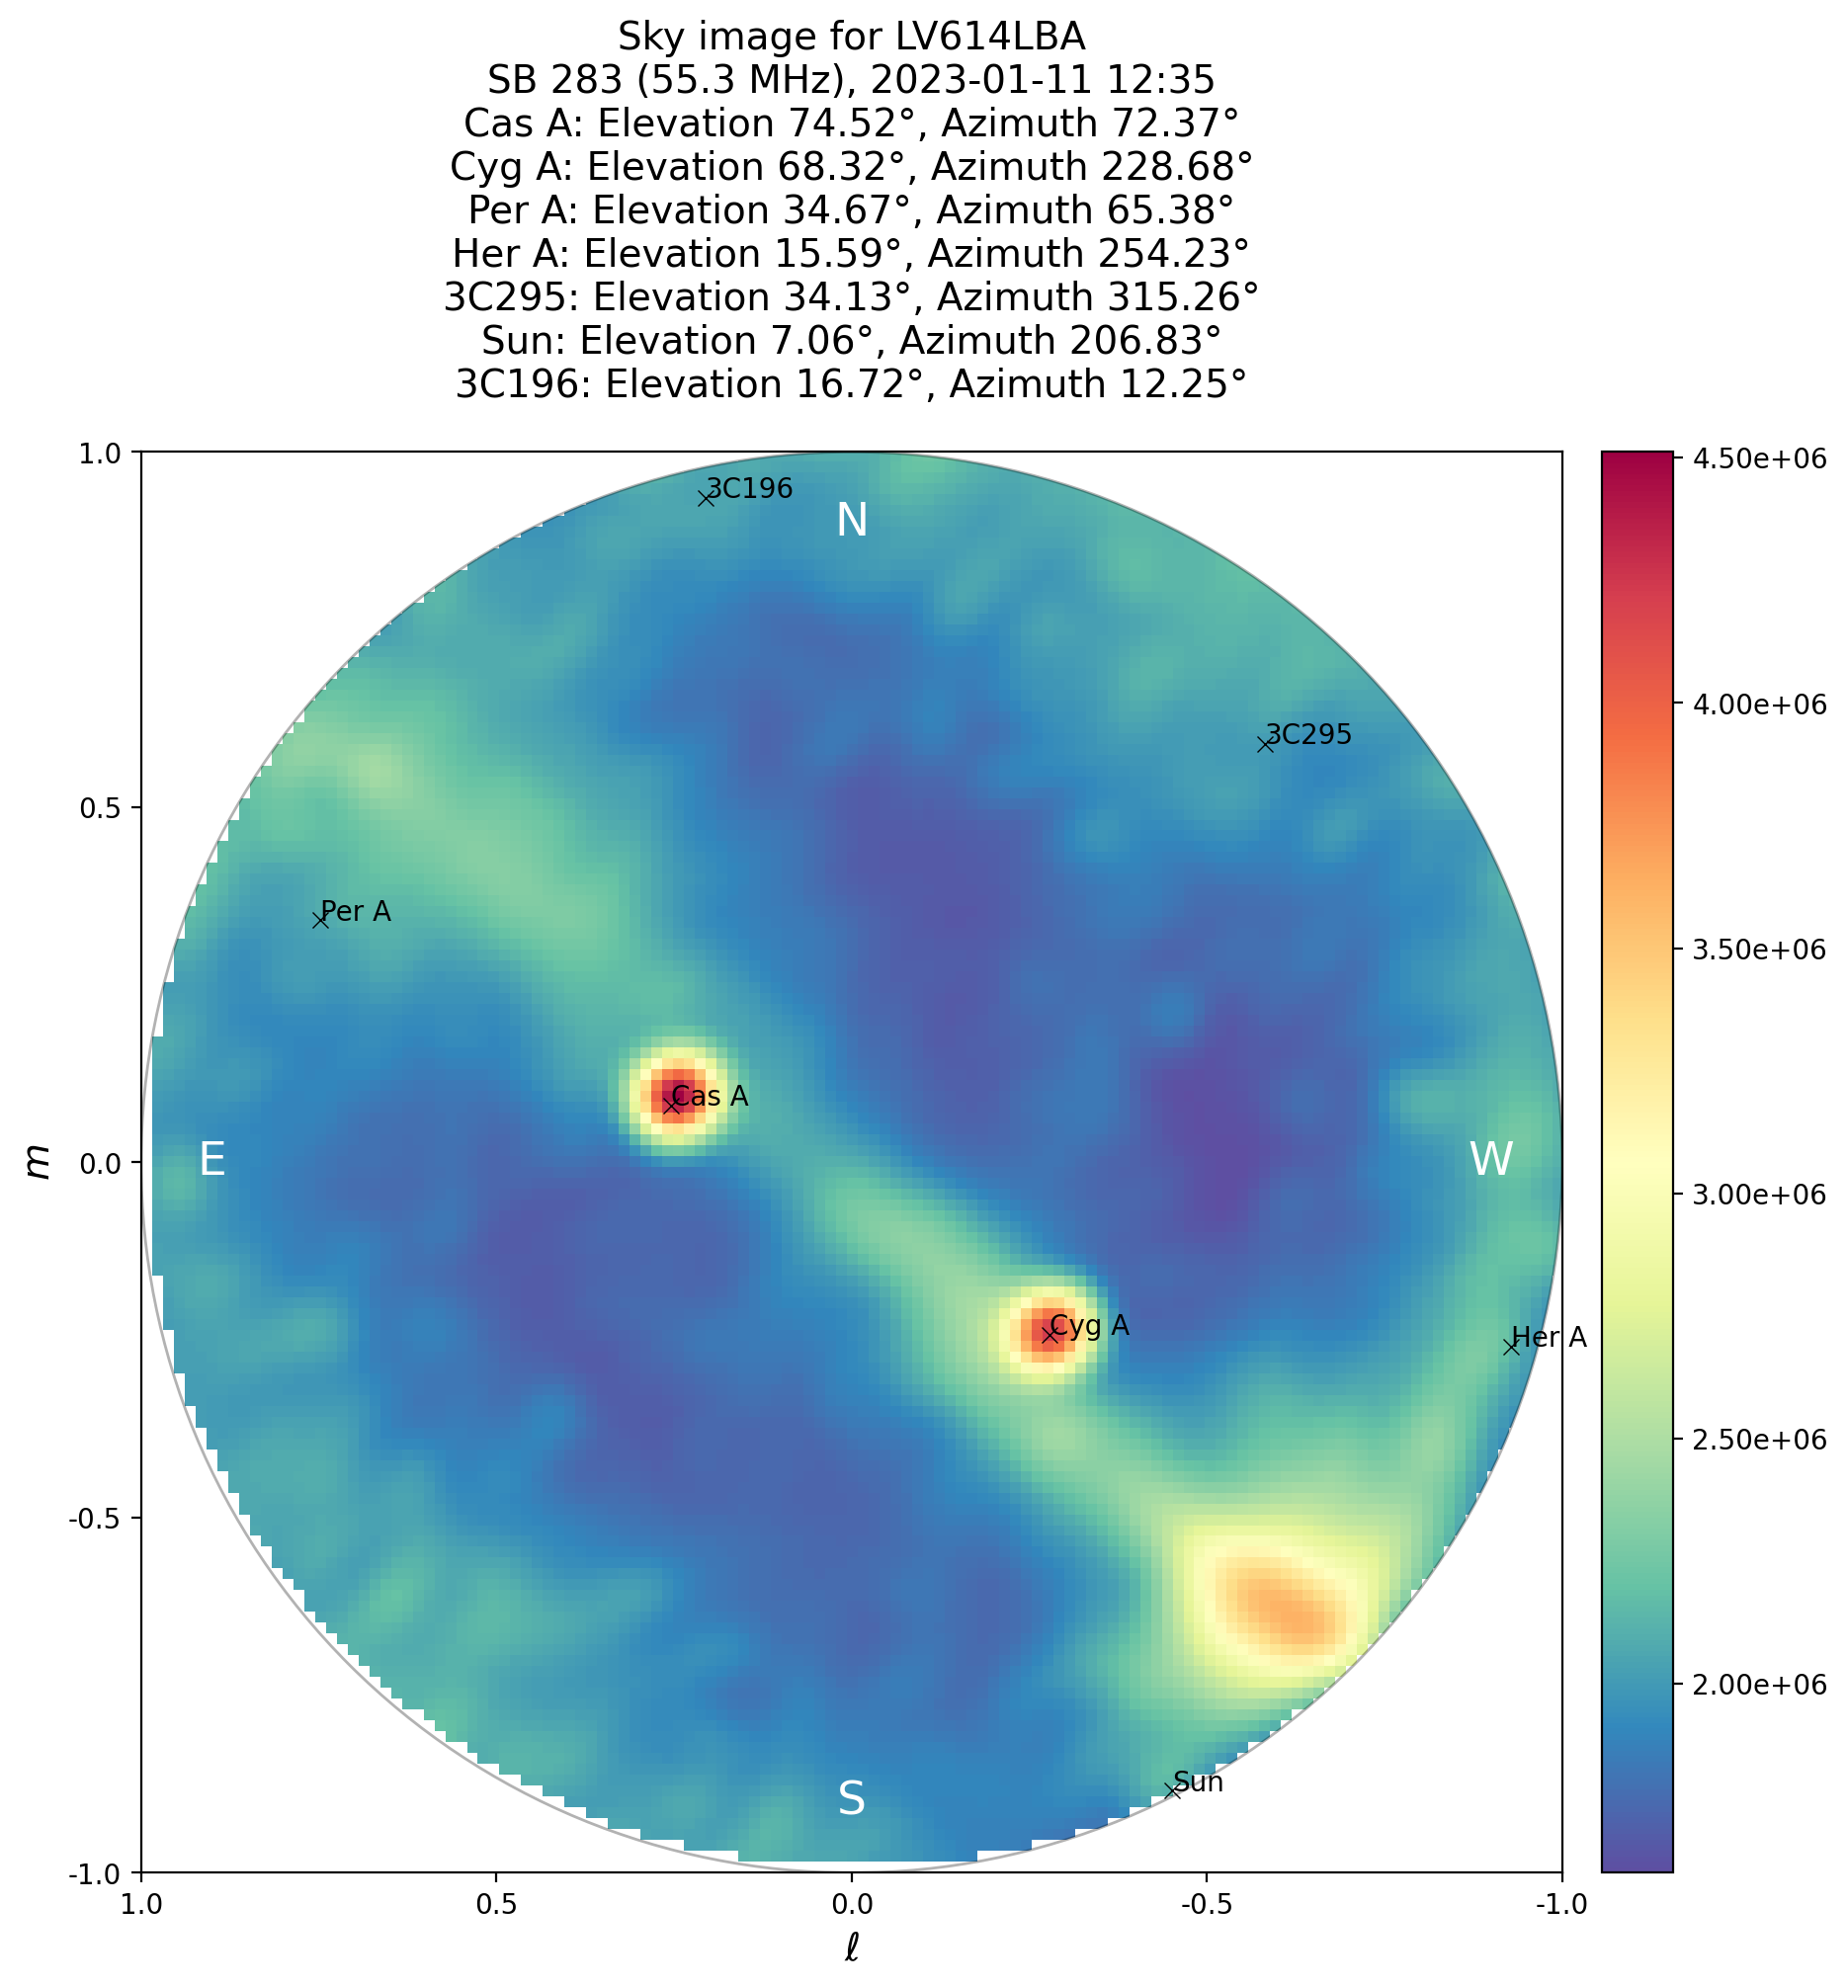 Sky image for LV614LBA
SB 283 (55.3 MHz), 2023-01-11 12:35
Cas A: Elevation 74.52°, Azimuth 72.37°
Cyg A: Elevation 68.32°, Azimuth 228.68°
Per A: Elevation 34.67°, Azimuth 65.38°
Her A: Elevation 15.59°, Azimuth 254.23°
3C295: Elevation 34.13°, Azimuth 315.26°
Sun: Elevation 7.06°, Azimuth 206.83°
3C196: Elevation 16.72°, Azimuth 12.25°
1.0
4.50e+06
3C196
N
4.00e+06
3C295
0.5
Per A
3.50e+06
Cas A
m
0.0
E
W
3.00e+06
Cyg A
Her A
2.50e+06
-0.5
2.00e+06
Sun
S
-1.0
1.0
0.5
0.0
-0.5
-1.0
ℓ